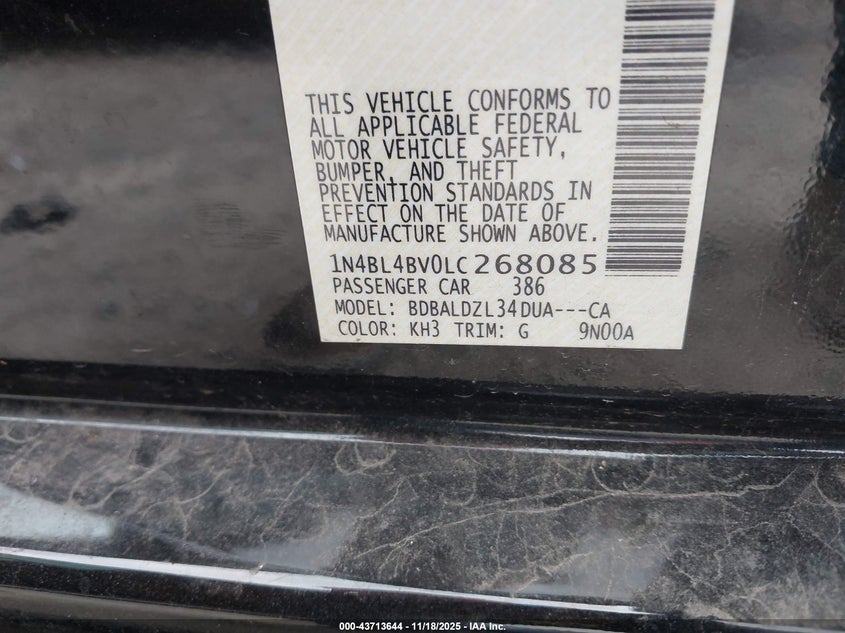 THIS VEHICLE CONFORMS TO
ALL APPLICABLE FEDERAL
MOTOR VEHICLE SAFETY,
BUMPER, AND THEFT
PREVENTION STANDARDS IN
EFFECT ON THE DATE OF
MANUFACTURE SHOWN ABOVE.
1N4BL4BV0LC268085
PASSENGER CAR 386
MODEL: BDBALDZL34DUA---CA
COLOR: KH3 TRIM: G 9N00A
000-43713644 - 11/18/2025 - IAA Inc.